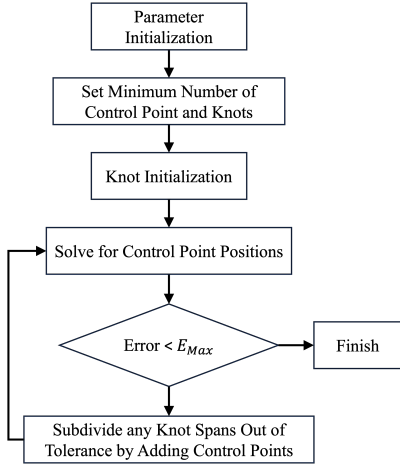 Parameter
Initialization
Set Minimum Number of
Control Point and Knots
Knot Initialization
Solve for Control Point Positions
Error < E_Max
Finish
Subdivide any Knot Spans Out of
Tolerance by Adding Control Points